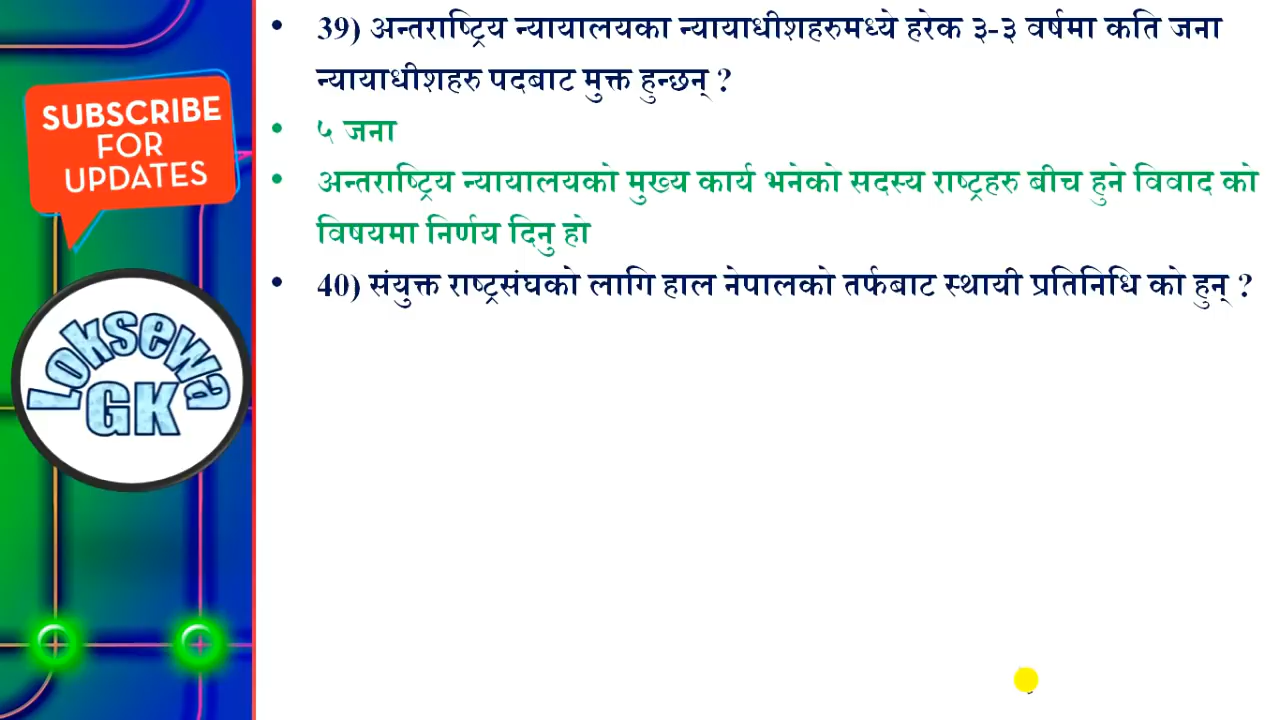 39) अन्तराष्ट्रिय न्यायालयका न्यायाधीशहरुमध्ये हरेक ३-३ वर्षमा कति जना
न्यायाधीशहरु पदबाट मुक्त हुन्छन् ?
५ जना
अन्तराष्ट्रिय न्यायालयको मुख्य कार्य भनेको सदस्य राष्ट्रहरु बीच हुने विवाद को
विषयमा निर्णय दिनु हो
40) संयुक्त राष्ट्रसंघको लागि हाल नेपालको तर्फबाट स्थायी प्रतिनिधि को हुन् ?
SUBSCRIBE
FOR
UPDATES
Loksewa
GK